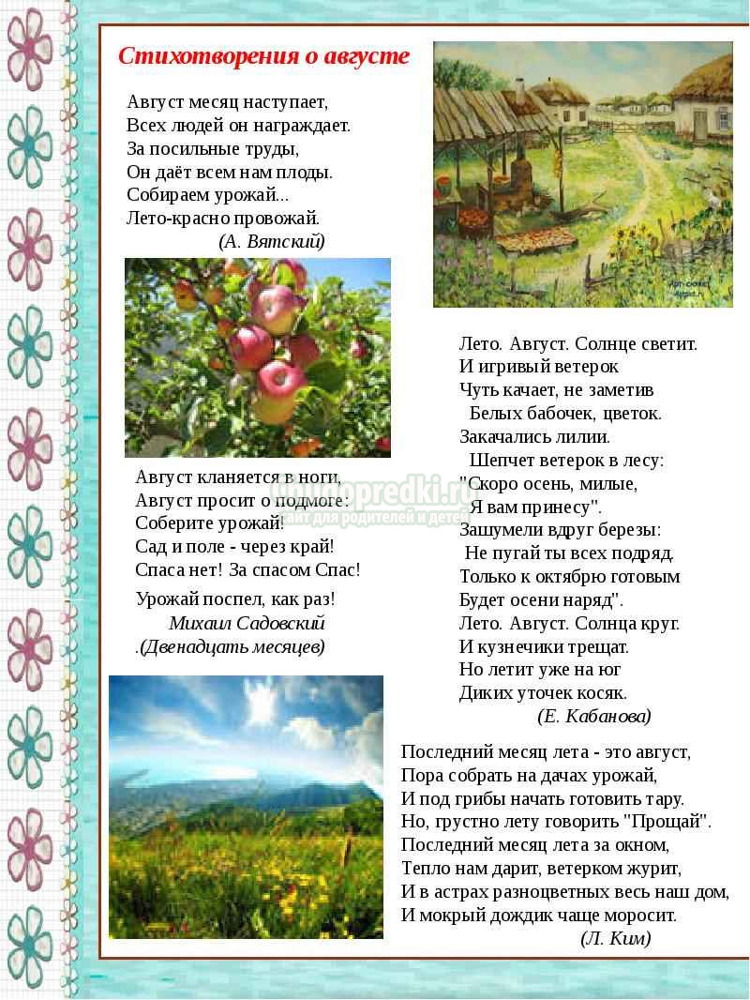 Стихотворения о августе
Август месяц наступает,
Всех людей он награждает.
За посильные труды,
Он даёт всем нам плоды.
Собираем урожай...
Лето-красно провожай.
(А. Вятский)
Август кланяется в ноги,
Август просит о подмоге:
Соберите урожай!
Сад и поле - через край!
Спаса нет! За спасом Спас!
Урожай поспел, как раз!
Михаил Садовский
.(Двенадцать месяцев)
Арт-сюжет
Artpist.ru
Лето. Август. Солнце светит.
И игривый ветерок
Чуть качает, не заметив
Белых бабочек, цветок.
Закачались лилии.
Шепчет ветерок в лесу:
"Скоро осень, милые,
Я вам принесу".
Зашумели вдруг березы:
Не пугай ты всех подряд.
Только к октябрю готовым
Будет осени наряд".
Лето. Август. Солнца круг.
И кузнечики трещат.
Но летит уже на юг
Диких уточек косяк.
(Е. Кабанова)
Последний месяц лета - это август,
Пора собрать на дачах урожай,
И под грибы начать готовить тару.
Но, грустно лету говорить "Прощай".
Последний месяц лета за окном,
Тепло нам дарит, ветерком журит,
И в астрах разноцветных весь наш дом,
И мокрый дождик чаще моросит.
(Л. Ким)
chudopredki.ru
сайт для родителей и детей